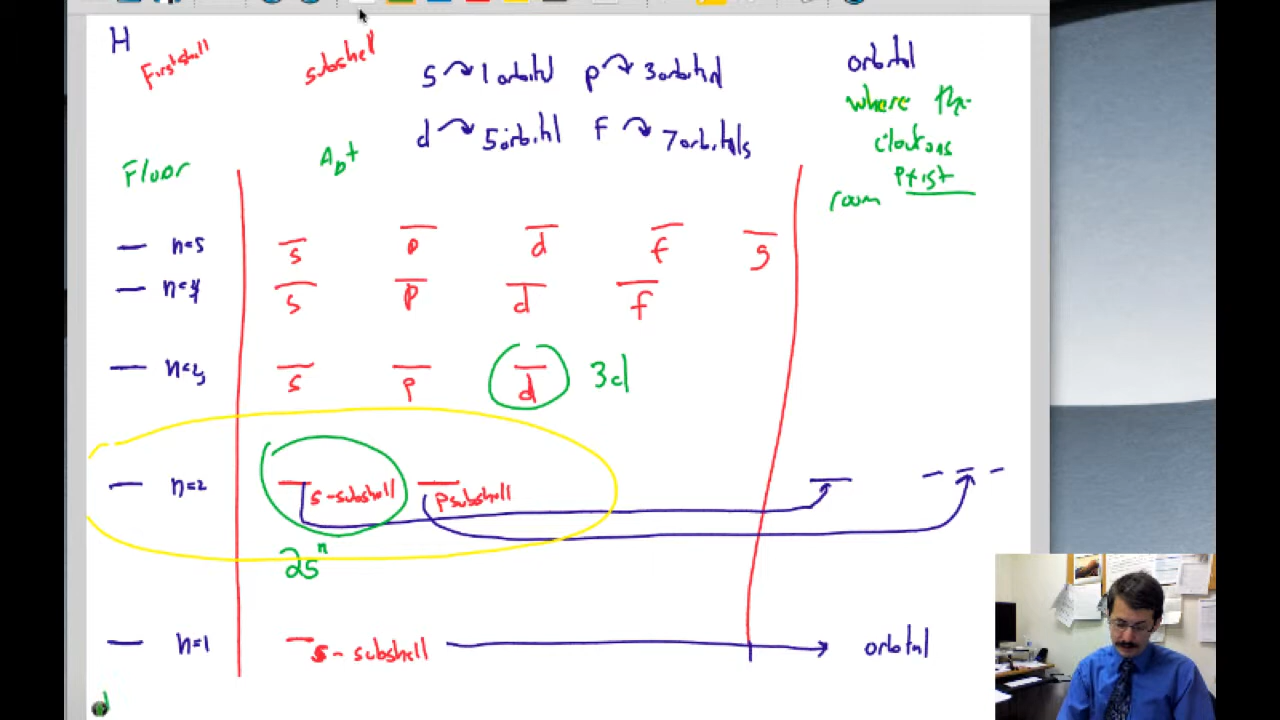 H
First shell
subshell
s 1 orbital p 3 orbital
d 5 orbital f 7 orbitals
orbital
where the
exist
room
Floor
Apt
n=5 s p d f g
n=4 s p d f
n=3 s p d 3d
n=2 s-subshell p subshell
2s
n=1 s-subshell orbital